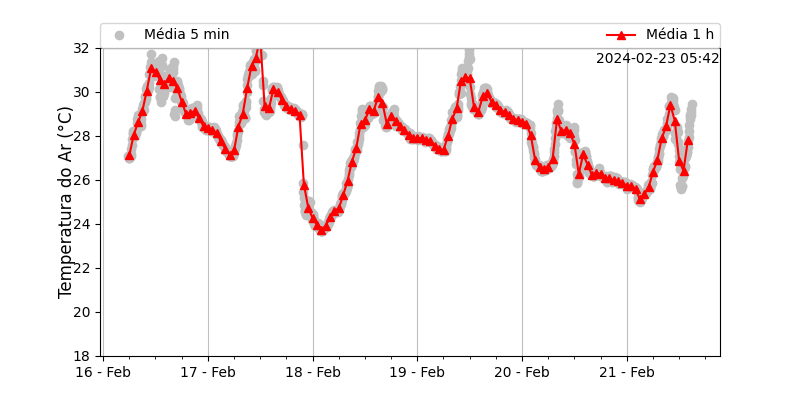 Média 5 min
Média 1 h
2024-02-23 05:42
Temperatura do Ar (°C)
32
30
28
26
24
22
20
18
16 - Feb
17 - Feb
18 - Feb
19 - Feb
20 - Feb
21 - Feb